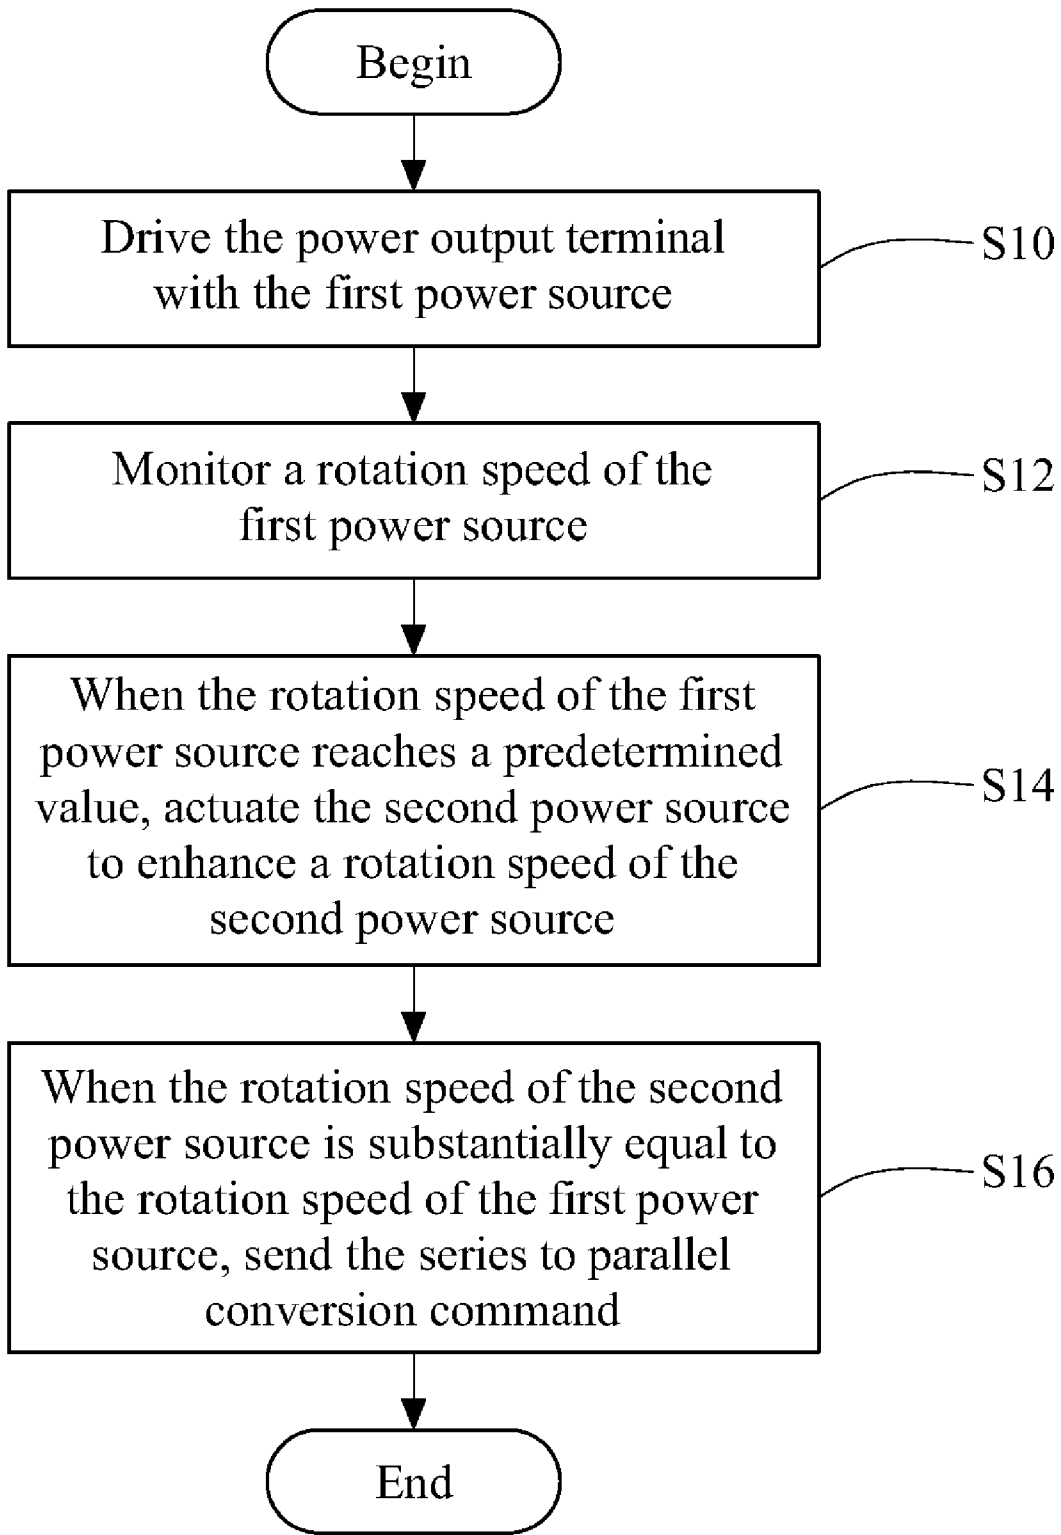 Begin
Drive the power output terminal
with the first power source
S10
Monitor a rotation speed of the
first power source
S12
When the rotation speed of the first
power source reaches a predetermined
value, actuate the second power source
to enhance a rotation speed of the
second power source
S14
When the rotation speed of the second
power source is substantially equal to
the rotation speed of the first power
source, send the series to parallel
conversion command
S16
End